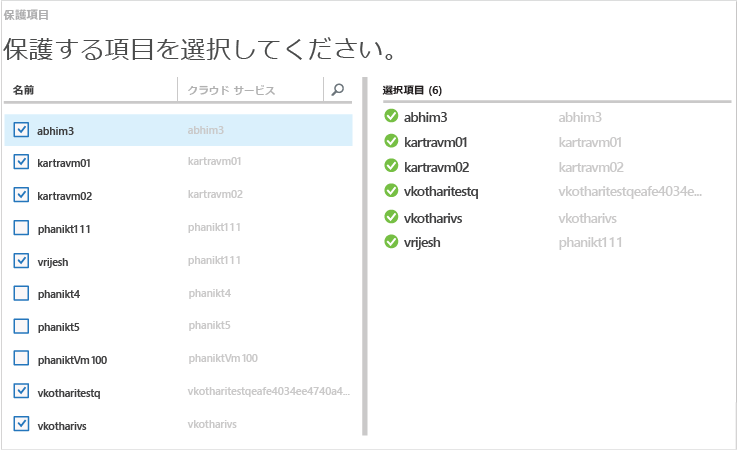 保護項目
保護する項目を選択してください。
名前 クラウド サービス
abhim3 abhim3
kartravm01 kartravm01
kartravm02 kartravm02
phanikt111 phanikt111
vrijesh phanikt111
phanikt4 phanikt4
phanikt5 phanikt5
phaniktVm100 phaniktVm100
vkotharitestq vkotharitestqeafe4034ee4740a4...
vkotharivs vkotharivs
選択項目 (6)
abhim3 abhim3
kartravm01 kartravm01
kartravm02 kartravm02
vkotharitestq vkotharitestqeafe4034e...
vkotharivs vkotharivs
vrijesh phanikt111